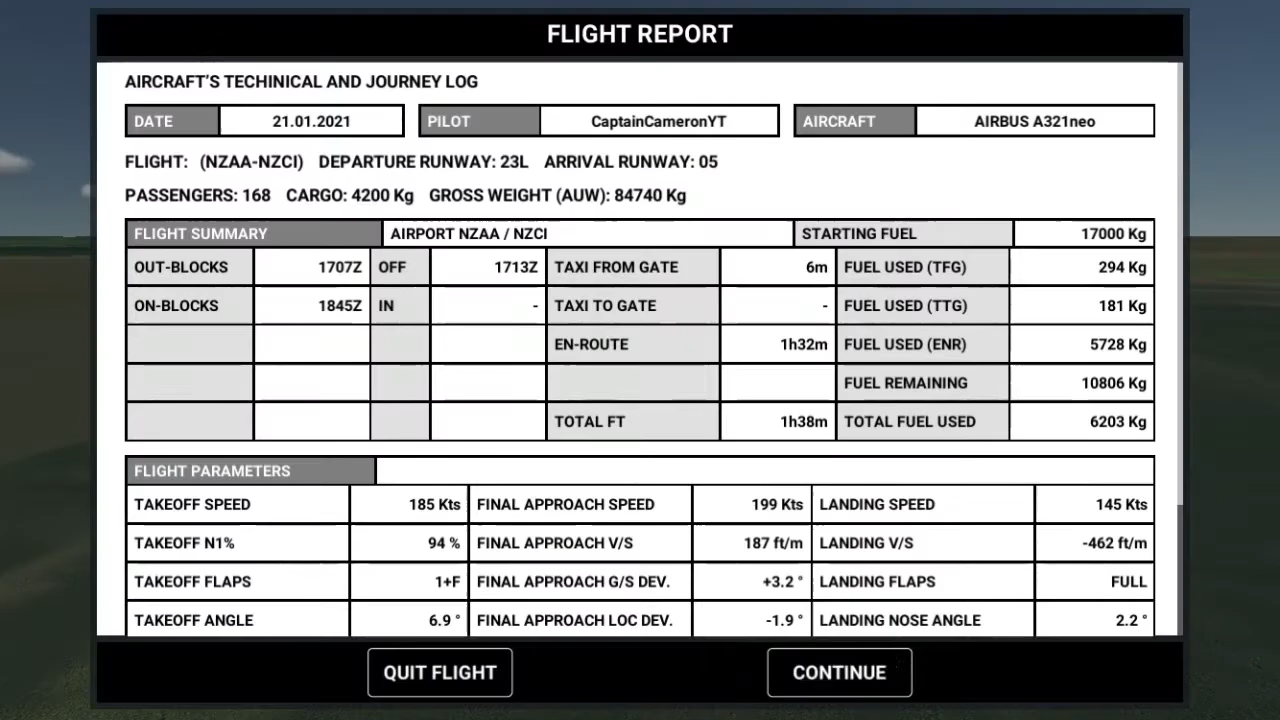 FLIGHT REPORT
AIRCRAFT'S TECHINICAL AND JOURNEY LOG
DATE 21.01.2021 PILOT CaptainCameronYT AIRCRAFT AIRBUS A321neo
FLIGHT: (NZAA-NZCI) DEPARTURE RUNWAY: 23L ARRIVAL RUNWAY: 05
PASSENGERS: 168 CARGO: 4200 Kg GROSS WEIGHT (AUW): 84740 Kg
FLIGHT SUMMARY AIRPORT NZAA / NZCI STARTING FUEL 17000 Kg
OUT-BLOCKS 1707Z OFF 1713Z TAXI FROM GATE 6m FUEL USED (TFG) 294 Kg
ON-BLOCKS 1845Z IN - TAXI TO GATE - FUEL USED (TTG) 181 Kg
EN-ROUTE 1h32m FUEL USED (ENR) 5728 Kg
FUEL REMAINING 10806 Kg
TOTAL FT 1h38m TOTAL FUEL USED 6203 Kg
FLIGHT PARAMETERS
TAKEOFF SPEED 185 Kts FINAL APPROACH SPEED 199 Kts LANDING SPEED 145 Kts
TAKEOFF N1% 94 % FINAL APPROACH V/S 187 ft/m LANDING V/S -462 ft/m
TAKEOFF FLAPS 1+F FINAL APPROACH G/S DEV. +3.2 ° LANDING FLAPS FULL
TAKEOFF ANGLE 6.9 ° FINAL APPROACH LOC DEV. -1.9 ° LANDING NOSE ANGLE 2.2 °
QUIT FLIGHT CONTINUE